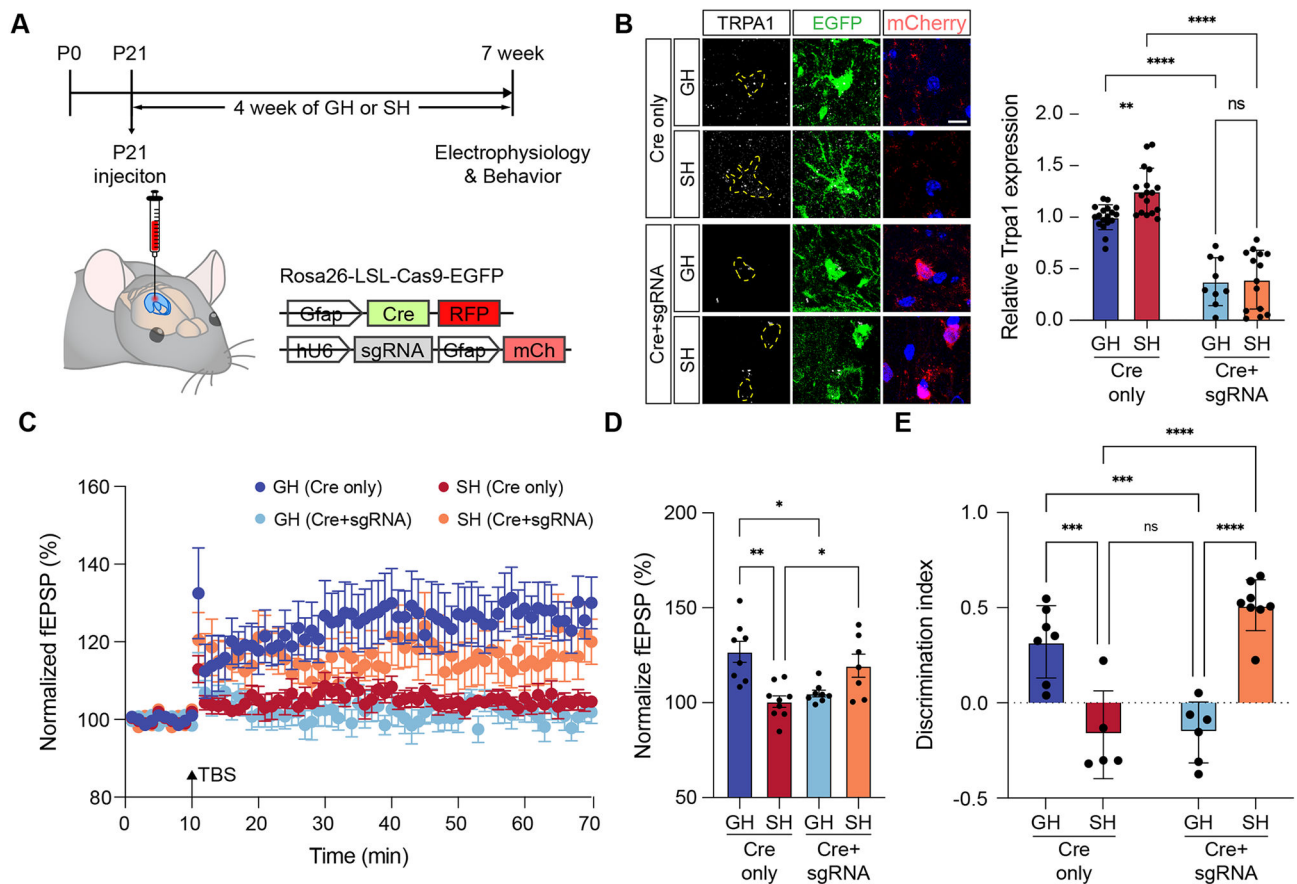 A
P0
P21
7 week
4 week of GH or SH
P21
injeciton
Electrophysiology
& Behavior
Rosa26-LSL-Cas9-EGFP
Gfap
Cre
RFP
hU6
sgRNA
Gfap
mCh
B
TRPA1
EGFP
mCherry
Cre only
GH
SH
Cre+sgRNA
GH
SH
Relative Trpa1 expression
2.0
1.5
1.0
0.5
0.0
****
****
**
ns
GH
SH
GH
SH
Cre
only
Cre+
sgRNA
C
Normalized fEPSP (%)
160
140
120
100
80
GH (Cre only)
SH (Cre only)
GH (Cre+sgRNA)
SH (Cre+sgRNA)
TBS
0
10
20
30
40
50
60
70
Time (min)
D
Normalize fEPSP (%)
200
150
100
50
*
**
*
GH
SH
GH
SH
Cre
only
Cre+
sgRNA
E
Discrimination index
1.0
0.5
0.0
-0.5
****
***
***
ns
****
GH
SH
GH
SH
Cre
only
Cre+
sgRNA